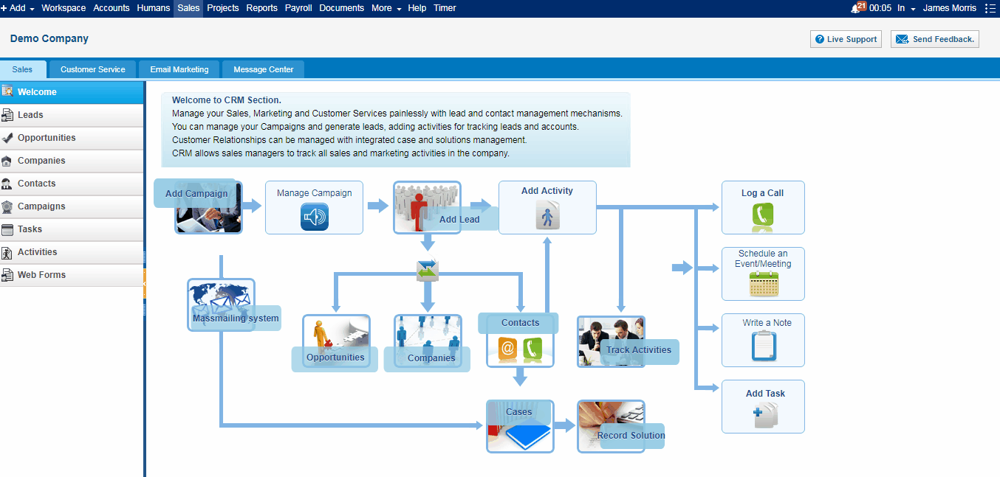 + Add Workspace Accounts Humans Sales Projects Reports Payroll Documents More Help Timer 21 00:05 In James Morris
Demo Company
? Live Support
Send Feedback.
Sales Customer Service Email Marketing Message Center
Welcome
Leads
Opportunities
Companies
Contacts
Campaigns
Tasks
Activities
Web Forms
Welcome to CRM Section.
Manage your Sales, Marketing and Customer Services painlessly with lead and contact management mechanisms.
You can manage your Campaigns and generate leads, adding activities for tracking leads and accounts.
Customer Relationships can be managed with integrated case and solutions management.
CRM allows sales managers to track all sales and marketing activities in the company.
Add Campaign
Manage Campaign
Add Lead
Add Activity
Log a Call
Schedule an
Event/Meeting
Massmailing system
Opportunities
Companies
Contacts
@
Track Activities
Write a Note
Cases
Record Solution
Add Task